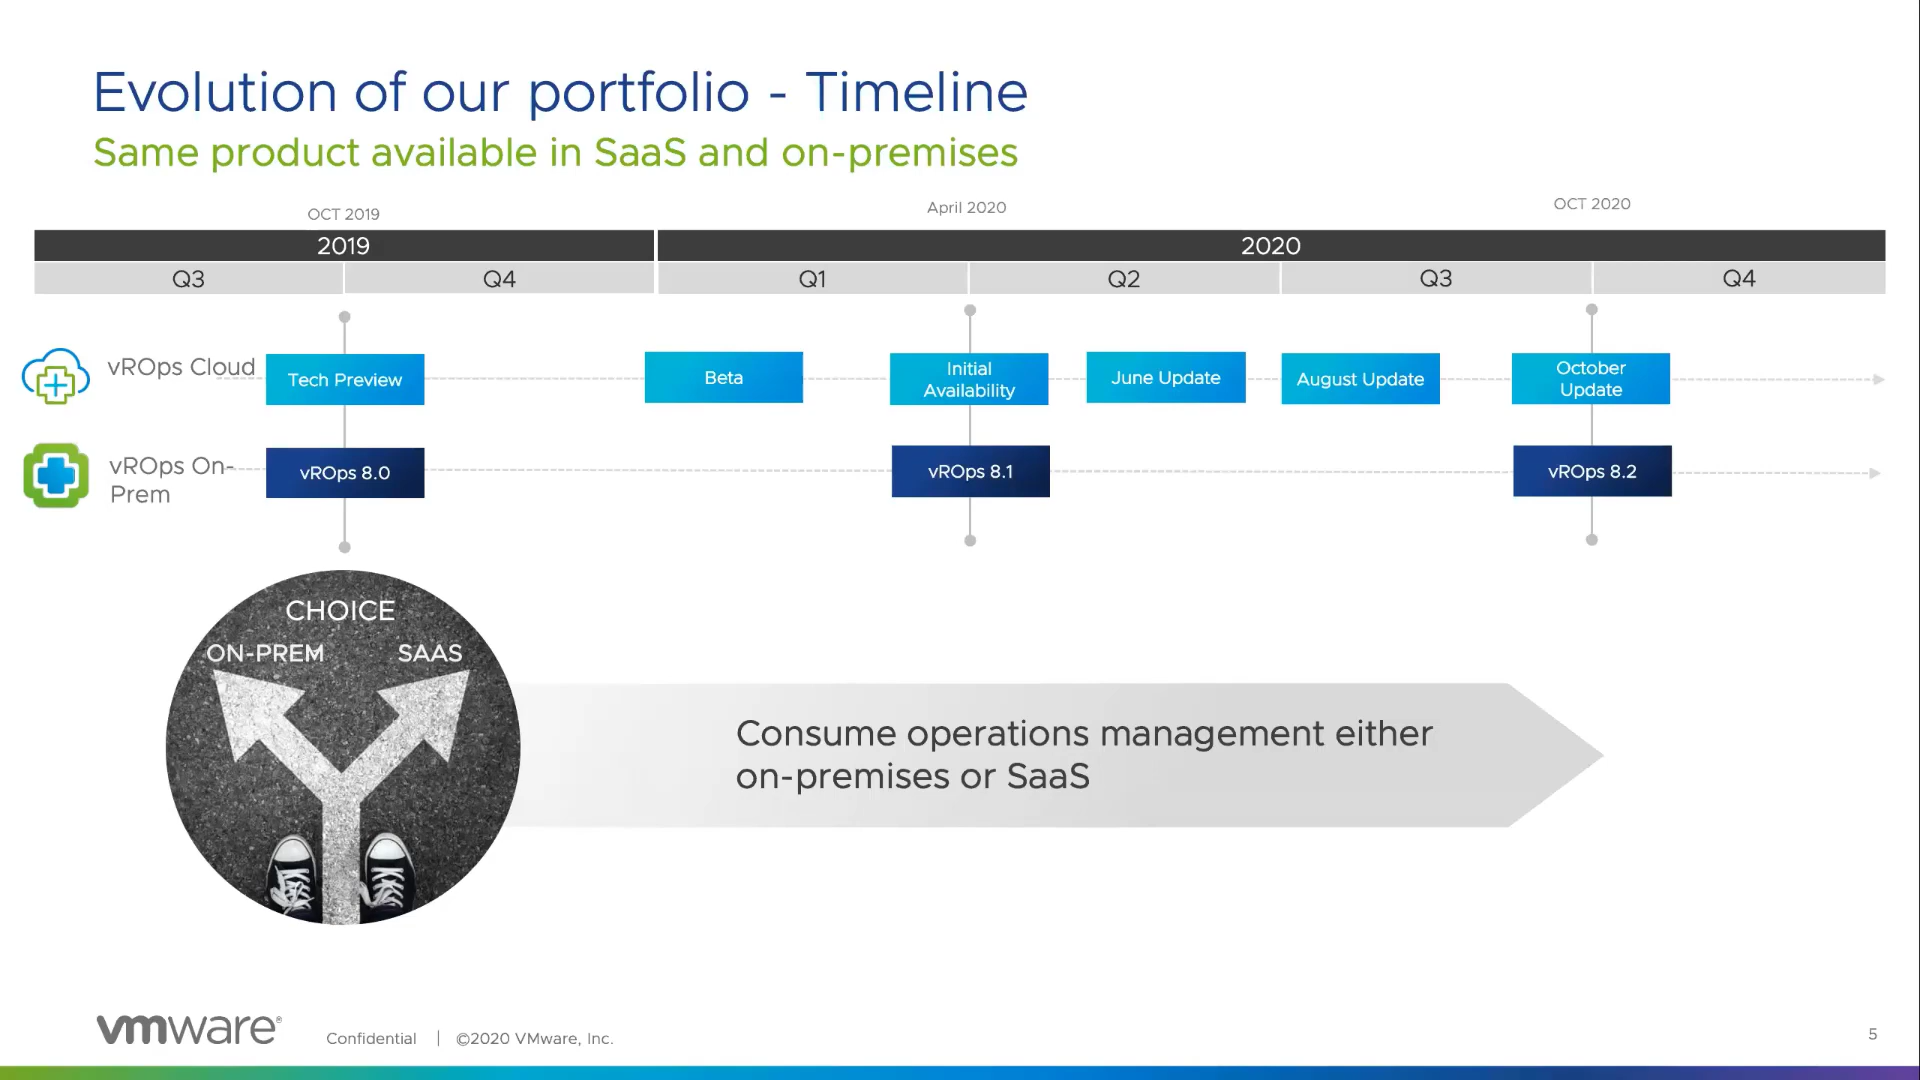 Evolution of our portfolio - Timeline
Same product available in SaaS and on-premises
OCT 2019
April 2020
OCT 2020
2019
2020
Q3
Q4
Q1
Q2
Q3
Q4
vROps Cloud
Tech Preview
Beta
Initial
Availability
June Update
August Update
October
Update
vROps On-
Prem
vROps 8.0
vROps 8.1
vROps 8.2
CHOICE
ON-PREM
SAAS
Consume operations management either
on-premises or SaaS
vmware®
Confidential | ©2020 VMware, Inc.
5